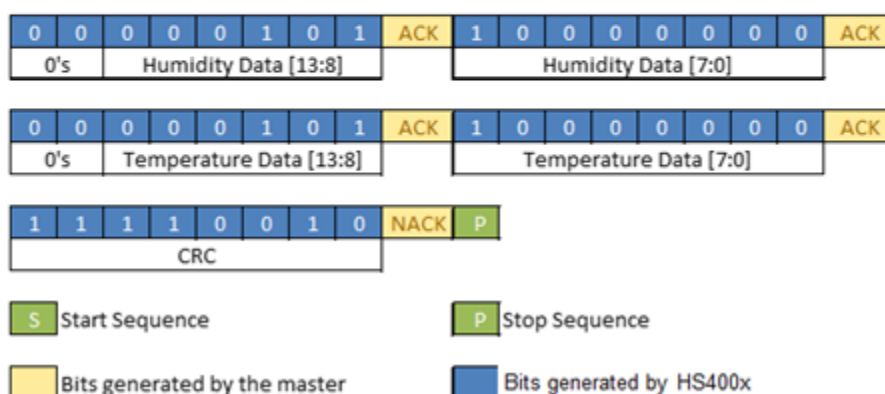 0 0 0 0 0 1 0 1 ACK 1 0 0 0 0 0 0 0 ACK
0's Humidity Data [13:8] Humidity Data [7:0]
0 0 0 0 0 1 0 1 ACK 1 0 0 0 0 0 0 0 ACK
0's Temperature Data [13:8] Temperature Data [7:0]
1 1 1 1 0 0 1 0 NACK P
CRC
S Start Sequence P Stop Sequence
Bits generated by the master Bits generated by HS400x